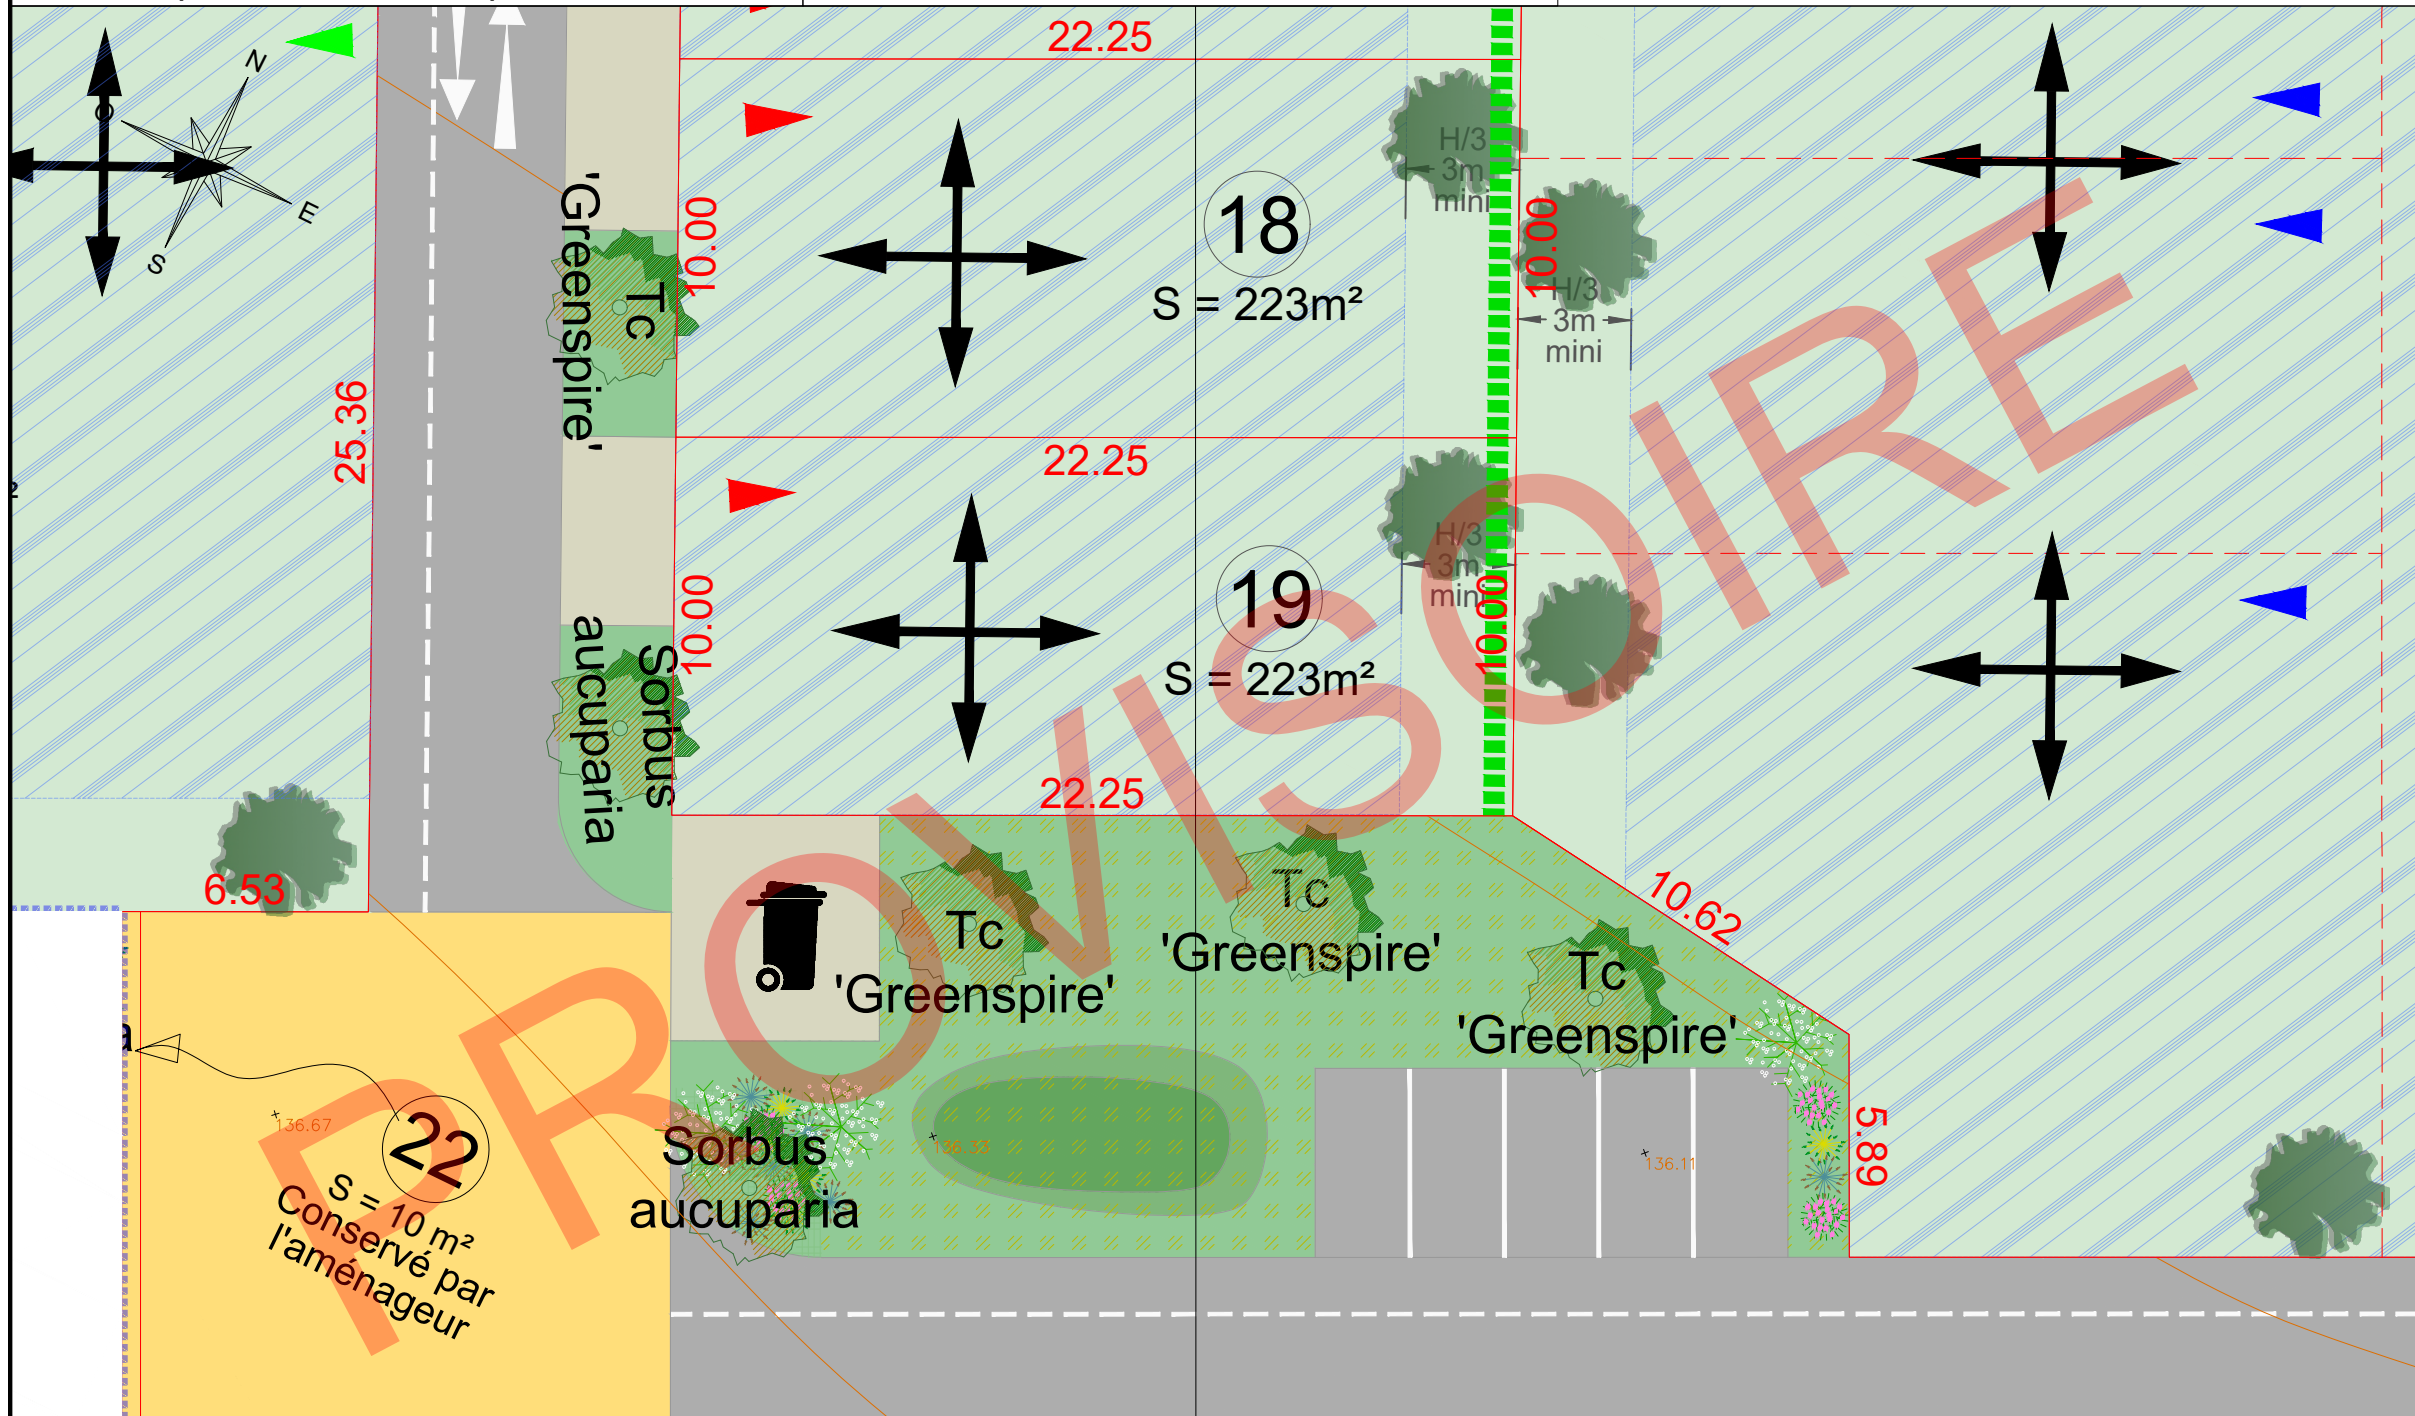 22.25
N
O
E
S
H/3
3m
mini
'Greenspire'
Tc
10.00
18
S = 223m²
10.00
H/3
3m
mini
25.36
22.25
H/3
3m
mini
10.00
19
S = 223m²
10.00
Sorbus
aucuparia
22.25
6.53
Tc
'Greenspire'
Tc
'Greenspire'
Tc
'Greenspire'
10.62
5.89
136.67
22
S = 10 m²
Conservé par
l'aménageur
Sorbus
aucuparia
136.33
136.11
PROVISOIRE